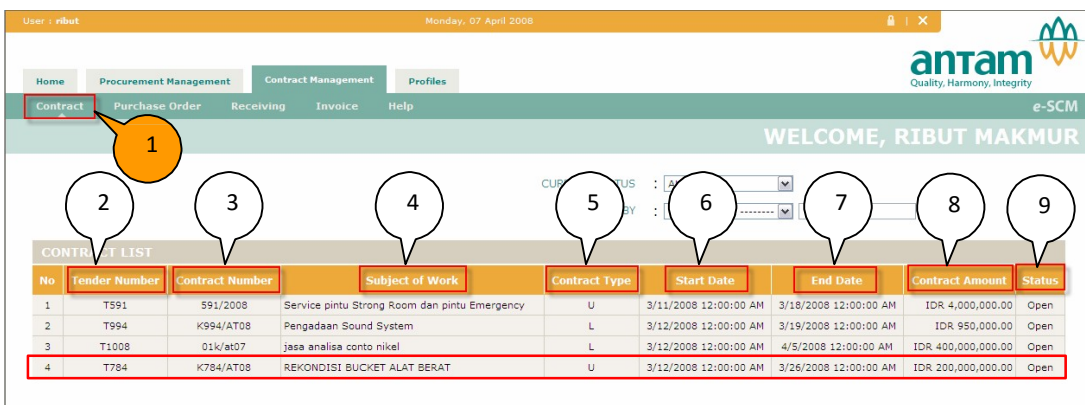 User : ribut Monday, 07 April 2008 | X
antam
Quality, Harmony, Integrity
Home Procurement Management Contract Management Profiles
Contract Purchase Order Receiving Invoice Help e-SCM
1
WELCOME, RIBUT MAKMUR
2 3 4 5 6 7 8 9
CONTRACT LIST
No Tender Number Contract Number Subject of Work Contract Type Start Date End Date Contract Amount Status
1 T591 591/2008 Service pintu Strong Room dan pintu Emergency U 3/11/2008 12:00:00 AM 3/18/2008 12:00:00 AM IDR 4,000,000.00 Open
2 T994 K994/AT08 Pengadaan Sound System L 3/12/2008 12:00:00 AM 3/19/2008 12:00:00 AM IDR 950,000.00 Open
3 T1008 01k/at07 jasa analisa conto nikel L 3/12/2008 12:00:00 AM 4/5/2008 12:00:00 AM IDR 400,000,000.00 Open
4 T784 K784/AT08 REKONDISI BUCKET ALAT BERAT U 3/12/2008 12:00:00 AM 3/26/2008 12:00:00 AM IDR 200,000,000.00 Open